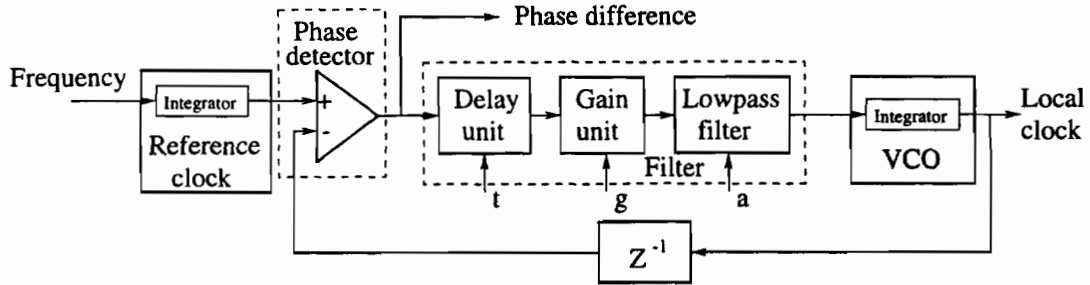 Phase difference
Phase
detector
Frequency
Integrator
Reference
clock
+
-
Delay
unit
Gain
unit
Lowpass
filter
Filter
t
g
a
Integrator
VCO
Local
clock
Z -1